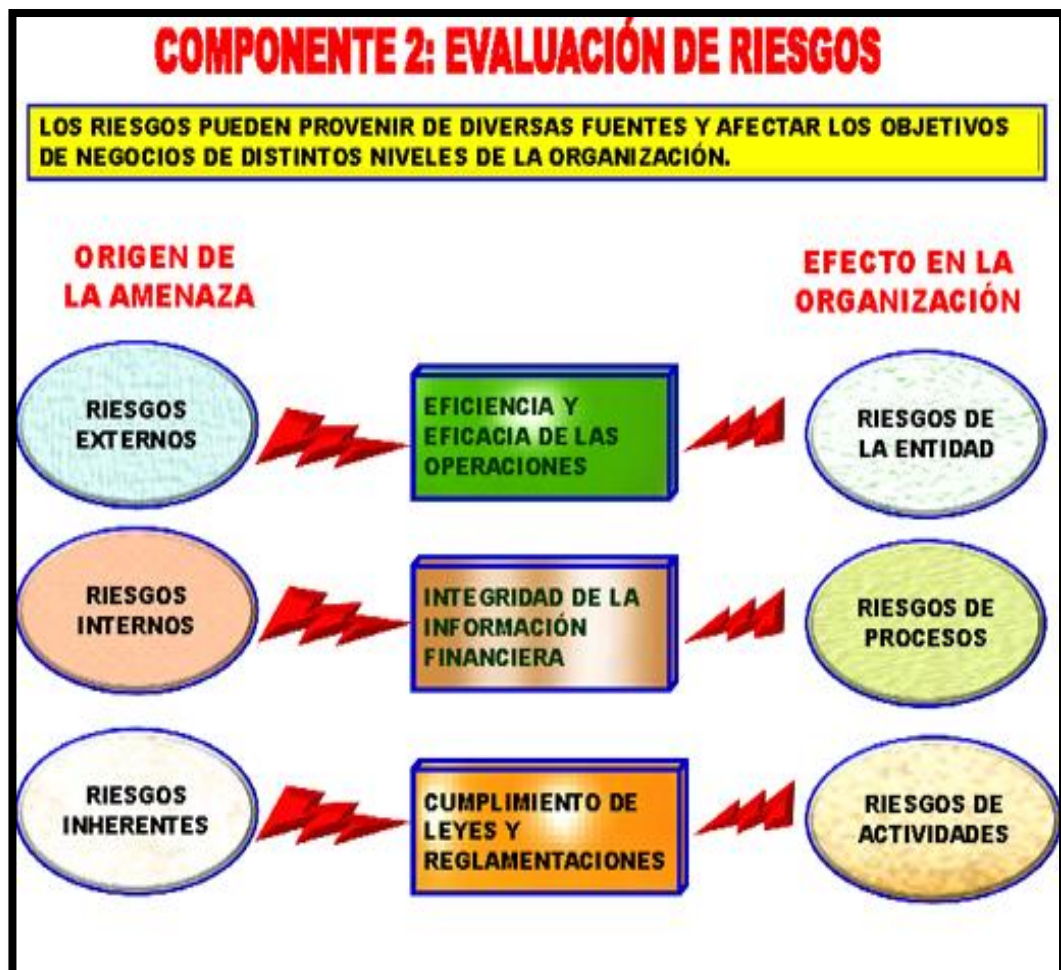 COMPONENTE 2: EVALUACIÓN DE RIESGOS
LOS RIESGOS PUEDEN PROVENIR DE DIVERSAS FUENTES Y AFECTAR LOS OBJETIVOS
DE NEGOCIOS DE DISTINTOS NIVELES DE LA ORGANIZACIÓN.
ORIGEN DE
LA AMENAZA
EFECTO EN LA
ORGANIZACIÓN
RIESGOS
EXTERNOS
EFICIENCIA Y
EFICACIA DE LAS
OPERACIONES
RIESGOS DE
LA ENTIDAD
RIESGOS
INTERNOS
INTEGRIDAD DE LA
INFORMACIÓN
FINANCIERA
RIESGOS DE
PROCESOS
RIESGOS
INHERENTES
CUMPLIMIENTO DE
LEYES Y
REGLAMENTACIONES
RIESGOS DE
ACTIVIDADES